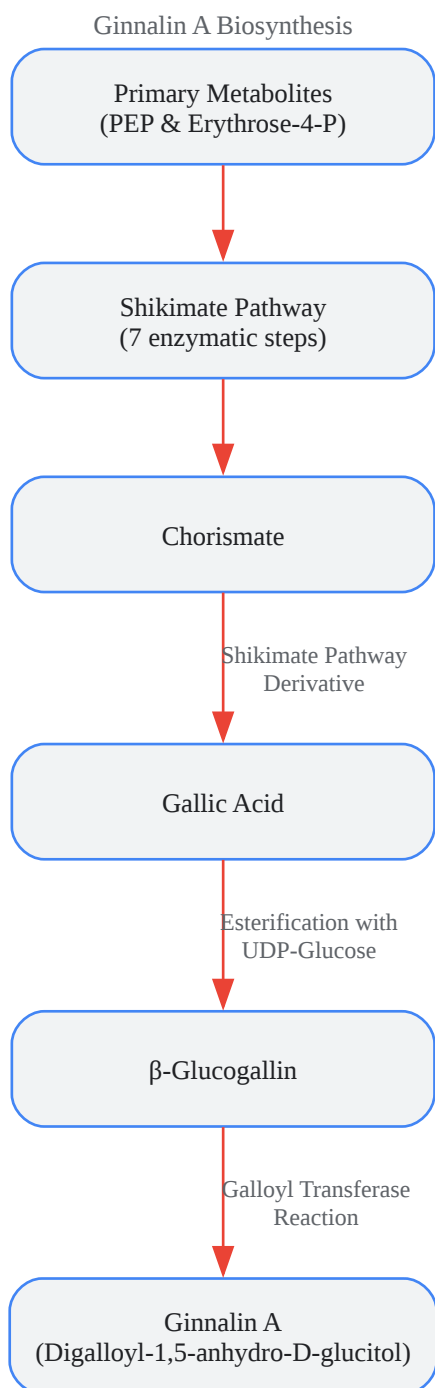 Ginnalin A Biosynthesis
Primary Metabolites
(PEP & Erythrose-4-P)
Shikimate Pathway
(7 enzymatic steps)
Chorismate
Shikimate Pathway
Derivative
Gallic Acid
Esterification with
UDP-Glucose
β-Glucogallin
Galloyl Transferase
Reaction
Ginnalin A
(Digalloyl-1,5-anhydro-D-glucitol)